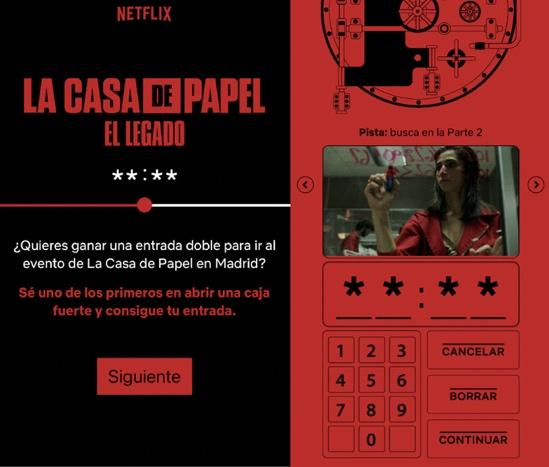 NETFLIX
LA CASA DE PAPEL
EL LEGADO
**:**
¿Quieres ganar una entrada doble para ir al
evento de La Casa de Papel en Madrid?
Sé uno de los primeros en abrir una caja
fuerte y consigue tu entrada.
Siguiente
Pista: busca en la Parte 2
* * : * *
1 2 3
CANCELAR
4 5 6
BORRAR
7 8 9
0
CONTINUAR